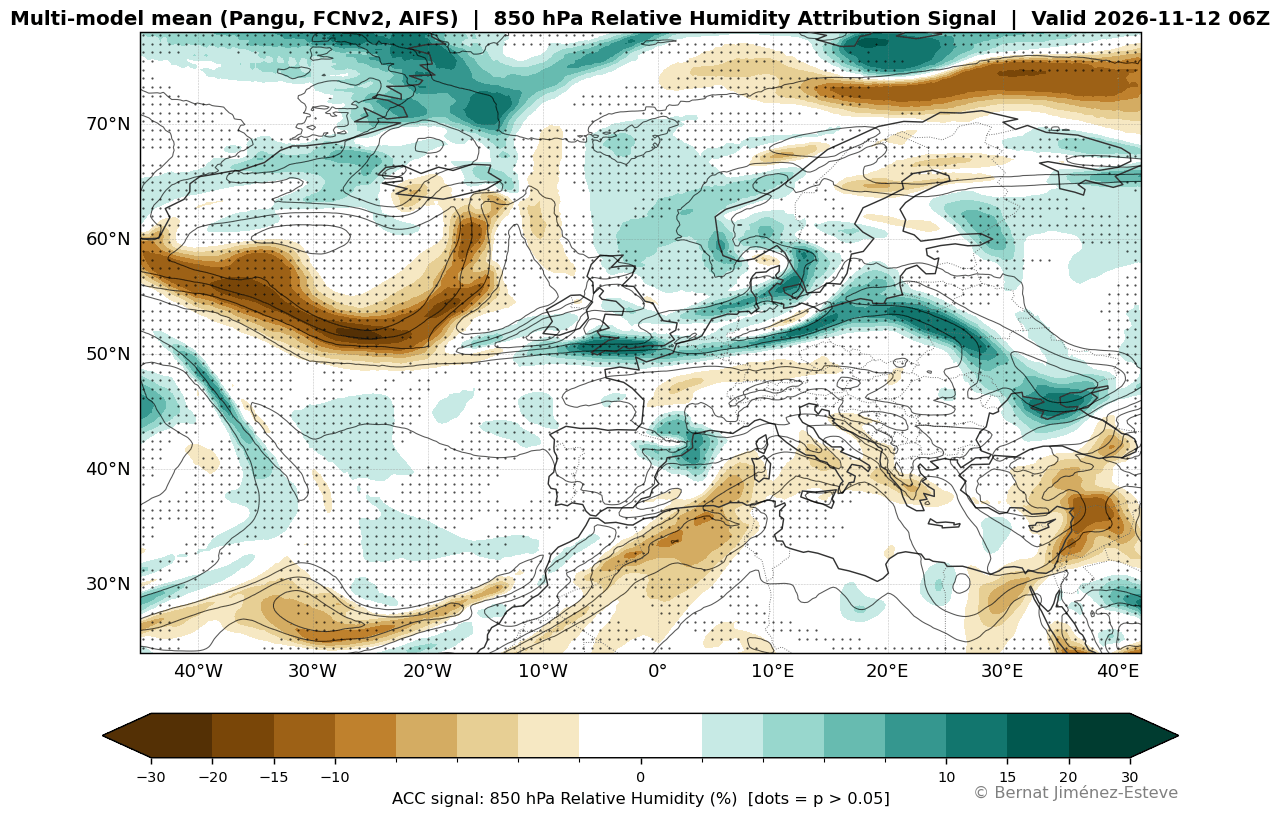 Multi-model mean (Pangu, FCNv2, AIFS)  |  850 hPa Relative Humidity Attribution Signal  |  Valid 2026-11-12 06Z
70°N
60°N
50°N
40°N
30°N
40°W 30°W 20°W 10°W 0° 10°E 20°E 30°E 40°E
−30 −20 −15 −10 0 10 15 20 30
ACC signal: 850 hPa Relative Humidity (%)  [dots = p > 0.05]
© Bernat Jiménez-Esteve